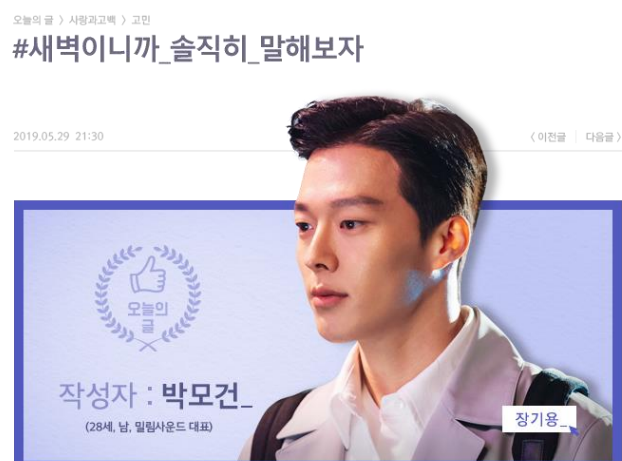 오늘의 글 〉 사랑과고백 〉 고민
#새벽이니까_솔직히_말해보자
2019.05.29 21:30
〈 이전글 | 다음글 〉
오늘의
글
작성자 : 박모건_
(28세, 남, 밀림사운드 대표)
장기용_